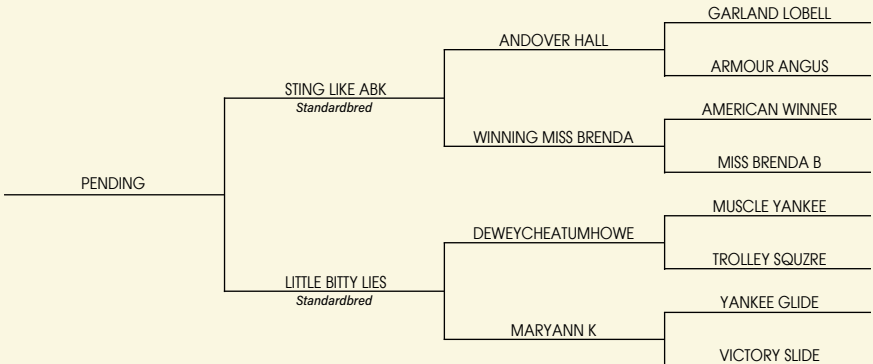 GARLAND LOBELL
ANDOVER HALL
ARMOUR ANGUS
STING LIKE ABK
Standardbred
AMERICAN WINNER
WINNING MISS BRENDA
MISS BRENDA B
PENDING
MUSCLE YANKEE
DEWEYCHEATUMHOWE
TROLLEY SQUZRE
LITTLE BITTY LIES
Standardbred
YANKEE GLIDE
MARYANN K
VICTORY SLIDE